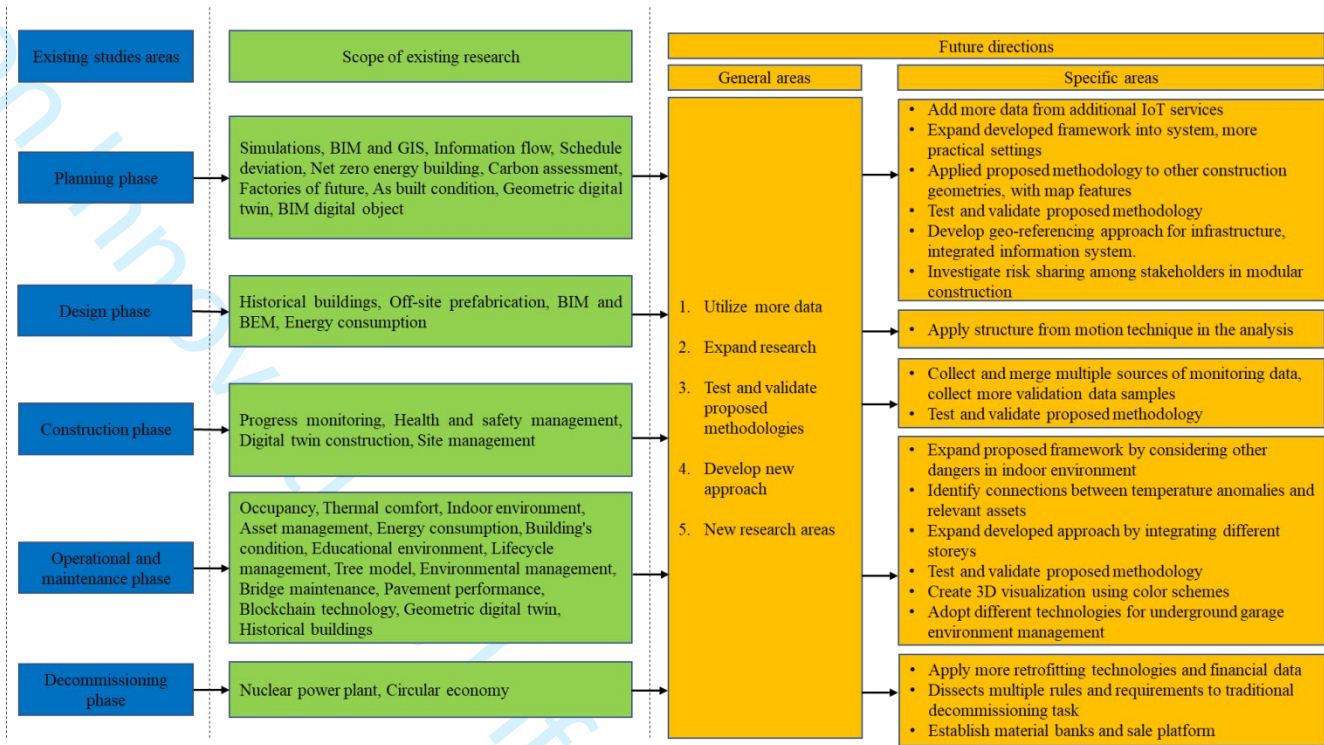 Existing studies areas
Scope of existing research
Future directions
General areas
Specific areas
Planning phase
Simulations, BIM and GIS, Information flow, Schedule
deviation, Net zero energy building, Carbon assessment,
Factories of future, As built condition, Geometric digital
twin, BIM digital object
• Add more data from additional IoT services
• Expand developed framework into system, more
practical settings
• Applied proposed methodology to other construction
geometries, with map features
• Test and validate proposed methodology
• Develop geo-referencing approach for infrastructure,
integrated information system.
• Investigate risk sharing among stakeholders in modular
construction
Design phase
Historical buildings, Off-site prefabrication, BIM and
BEM, Energy consumption
1. Utilize more data
2. Expand research
3. Test and validate
proposed
methodologies
4. Develop new
approach
5. New research areas
• Apply structure from motion technique in the analysis
Construction phase
Progress monitoring, Health and safety management,
Digital twin construction, Site management
• Collect and merge multiple sources of monitoring data,
collect more validation data samples
• Test and validate proposed methodology
Operational and
maintenance phase
Occupancy, Thermal comfort, Indoor environment,
Asset management, Energy consumption, Building's
condition, Educational environment, Lifecycle
management, Tree model, Environmental management,
Bridge maintenance, Pavement performance,
Blockchain technology, Geometric digital twin,
Historical buildings
• Expand proposed framework by considering other
dangers in indoor environment
• Identify connections between temperature anomalies and
relevant assets
• Expand developed approach by integrating different
storeys
• Test and validate proposed methodology
• Create 3D visualization using color schemes
• Adopt different technologies for underground garage
environment management
Decommissioning
phase
Nuclear power plant, Circular economy
• Apply more retrofitting technologies and financial data
• Dissects multiple rules and requirements to traditional
decommissioning task
• Establish material banks and sale platform